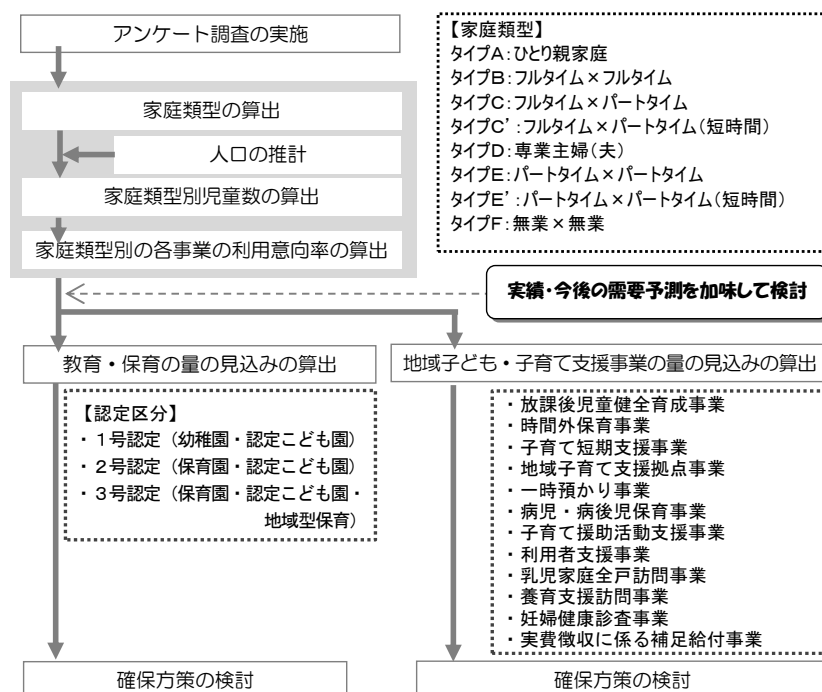 アンケート調査の実施
家庭類型の算出
人口の推計
家庭類型別児童数の算出
家庭類型別の各事業の利用意向率の算出
【家庭類型】
タイプA:ひとり親家庭
タイプB:フルタイム×フルタイム
タイプC:フルタイム×パートタイム
タイプC’:フルタイム×パートタイム(短時間)
タイプD:専業主婦(夫)
タイプE:パートタイム×パートタイム
タイプE’:パートタイム×パートタイム(短時間)
タイプF:無業×無業
実績・今後の需要予測を加味して検討
教育・保育の量の見込みの算出
【認定区分】
・1号認定（幼稚園・認定こども園）
・2号認定（保育園・認定こども園）
・3号認定（保育園・認定こども園・
地域型保育）
確保方策の検討
地域子ども・子育て支援事業の量の見込みの算出
・放課後児童健全育成事業
・時間外保育事業
・子育て短期支援事業
・地域子育て支援拠点事業
・一時預かり事業
・病児・病後児保育事業
・子育て援助活動支援事業
・利用者支援事業
・乳児家庭全戸訪問事業
・養育支援訪問事業
・妊婦健康診査事業
・実費徴収に係る補足給付事業
確保方策の検討